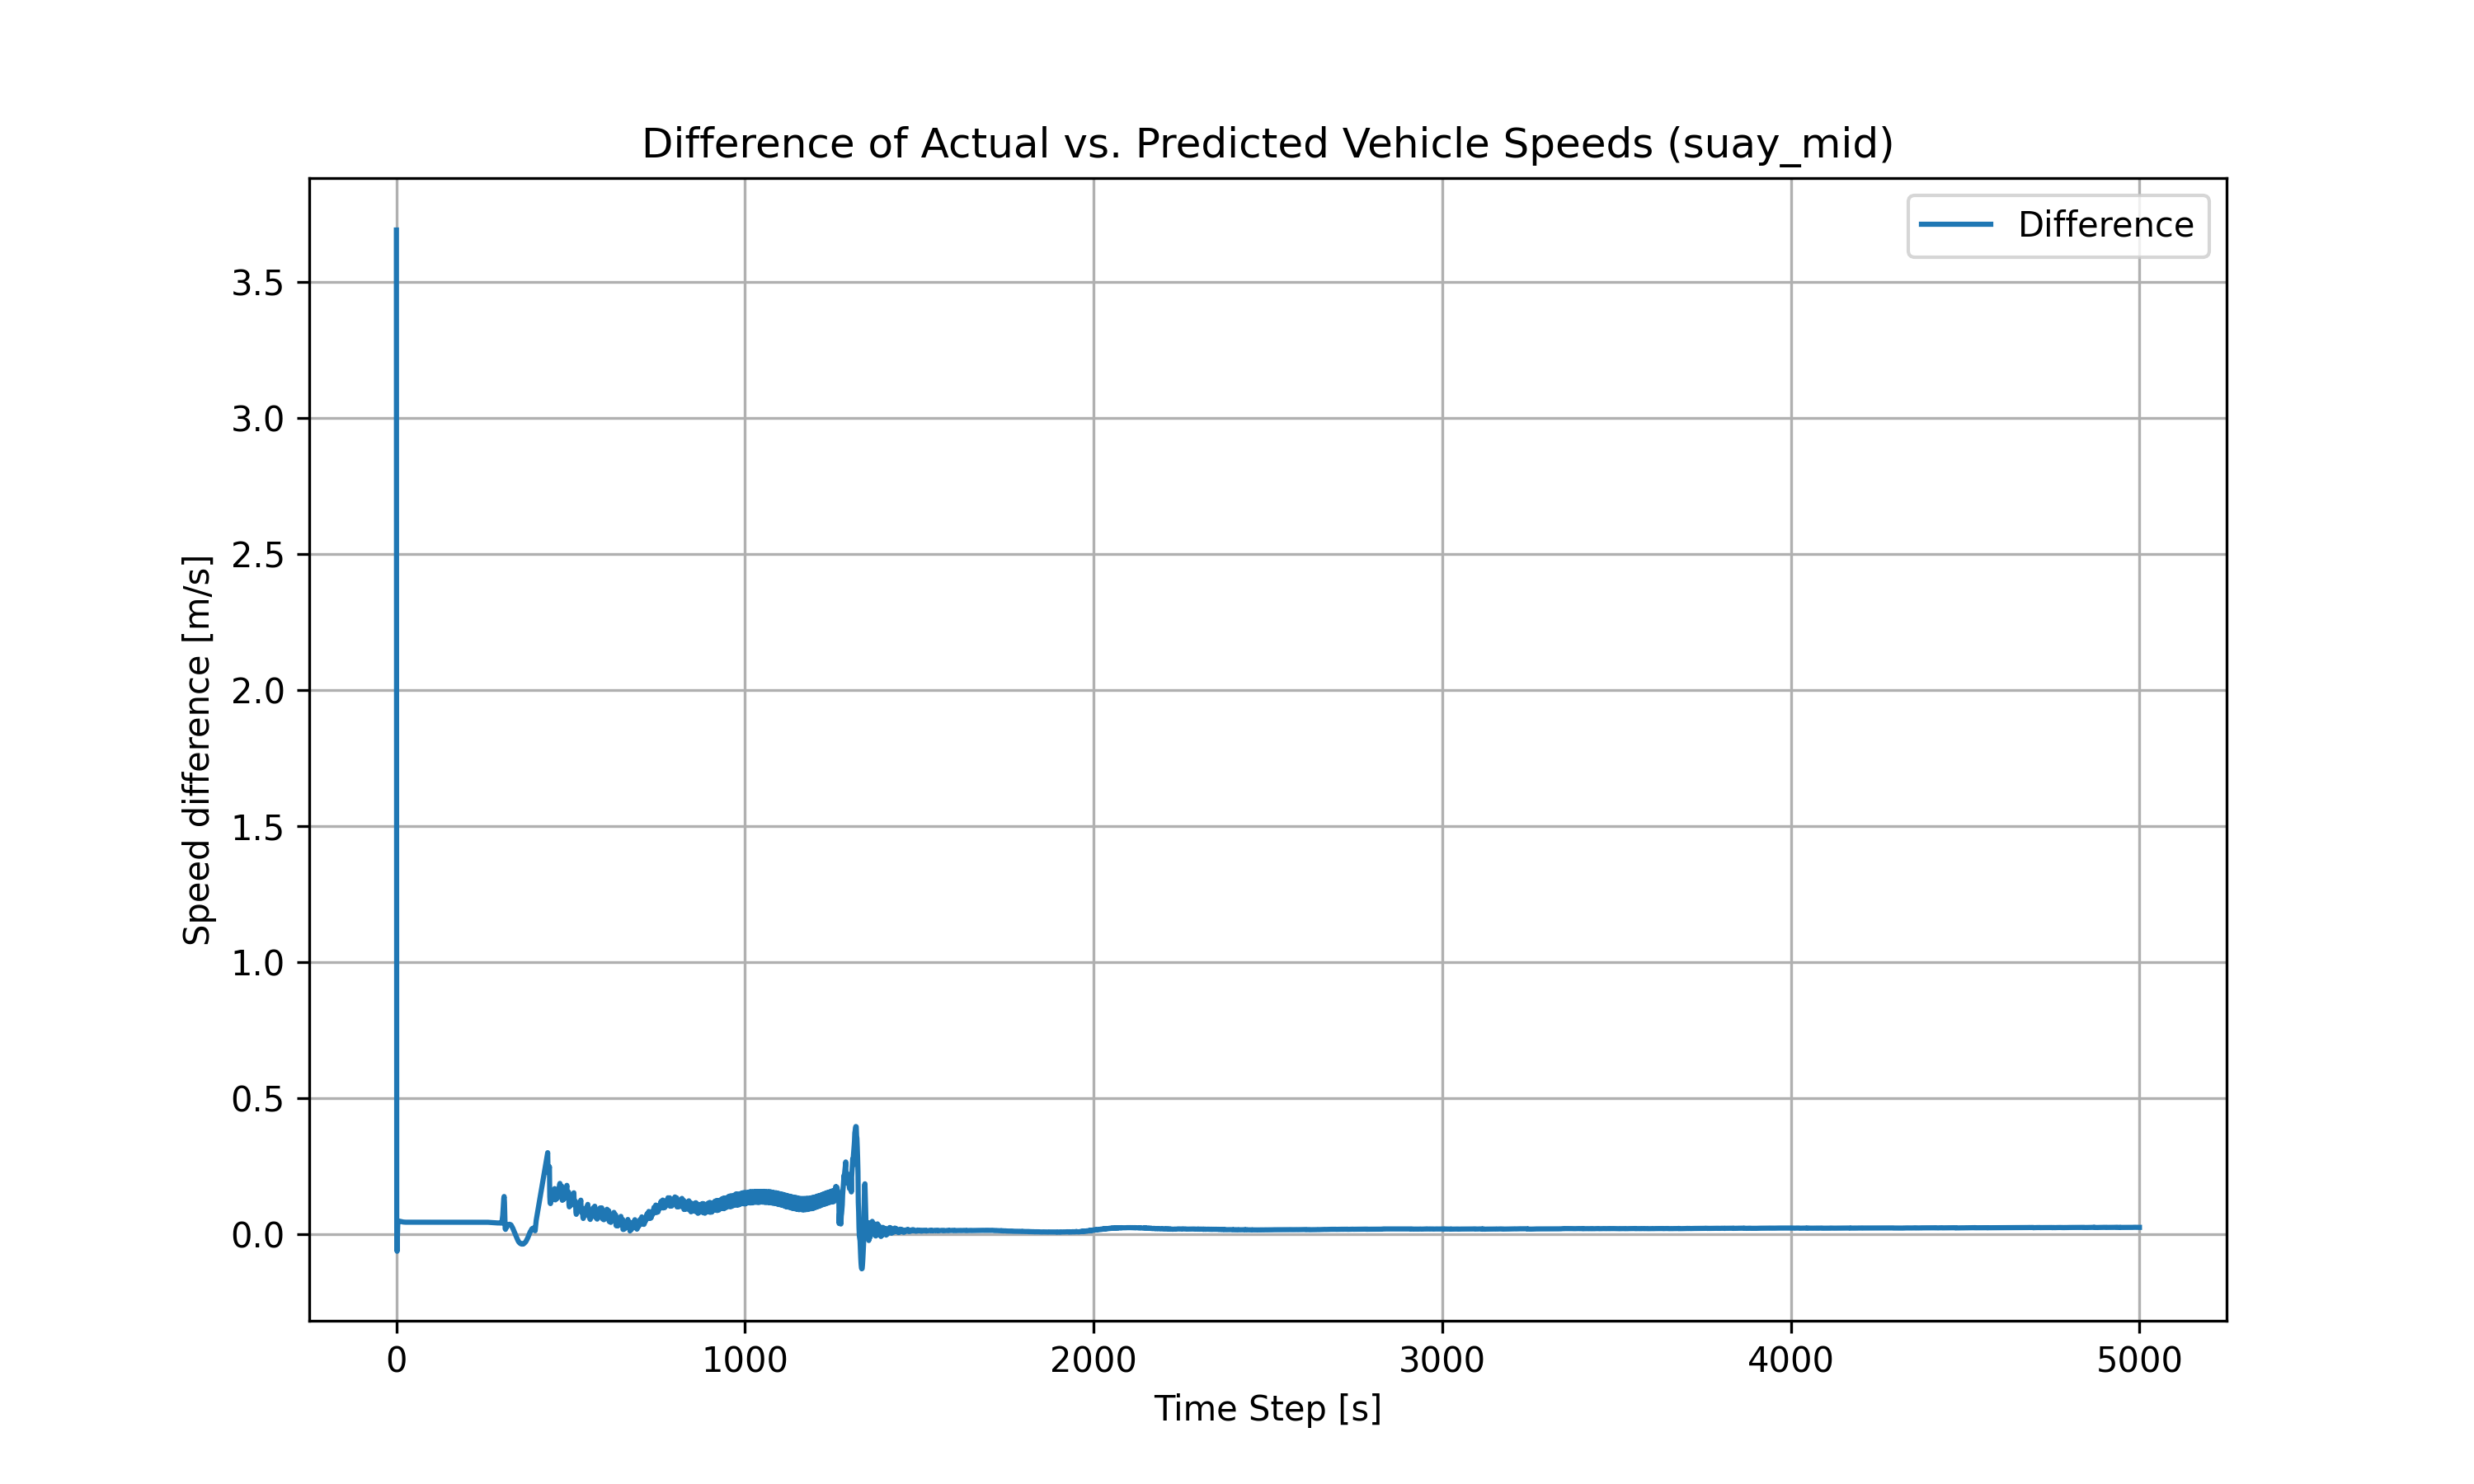 Difference of Actual vs. Predicted Vehicle Speeds (suay_mid)
Difference
3.5
3.0
2.5
2.0
1.5
1.0
0.5
0.0
Speed difference [m/s]
0 1000 2000 3000 4000 5000
Time Step [s]